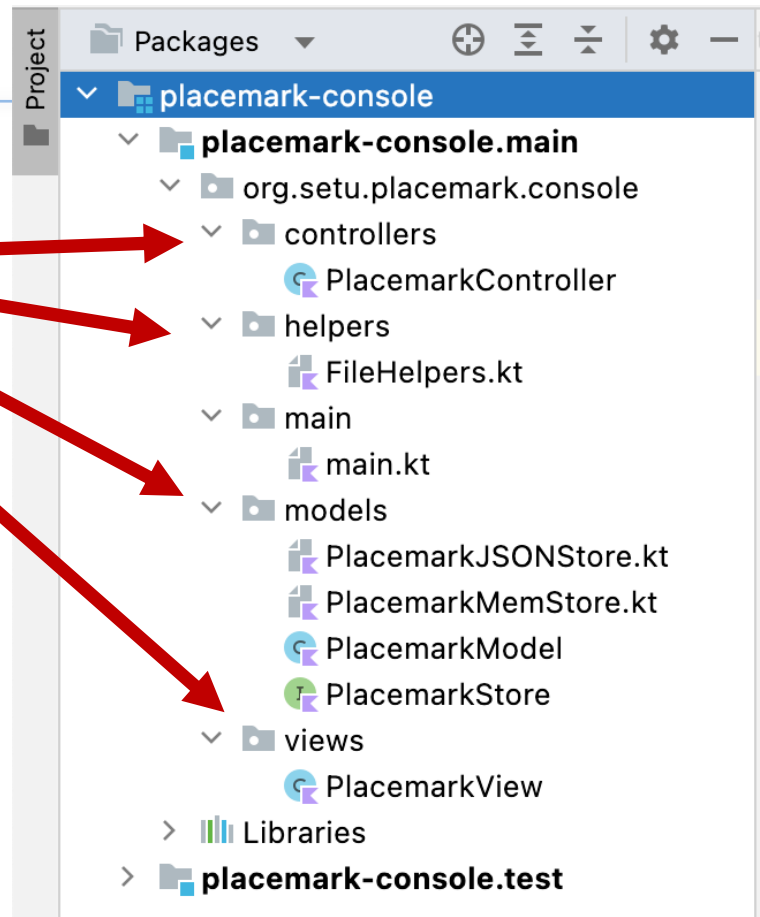 Project
Packages
placemark-console
placemark-console.main
org.setu.placemark.console
controllers
PlacemarkController
helpers
FileHelpers.kt
main
main.kt
models
PlacemarkJSONStore.kt
PlacemarkMemStore.kt
PlacemarkModel
PlacemarkStore
views
PlacemarkView
Libraries
placemark-console.test